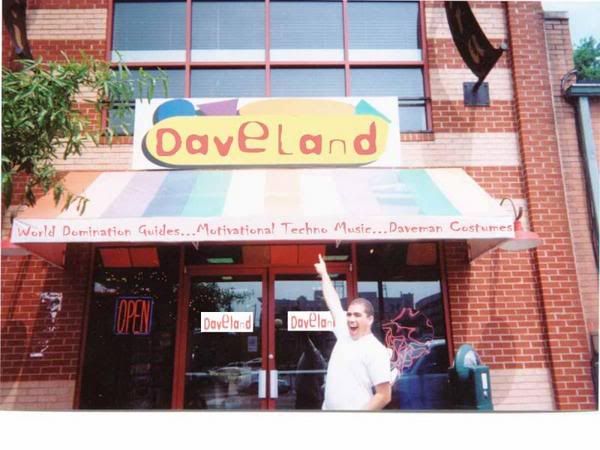 Daveland
World Domination Guides...Motivational Techno Music...Daveman Costumes
OPEN
Daveland
Daveland